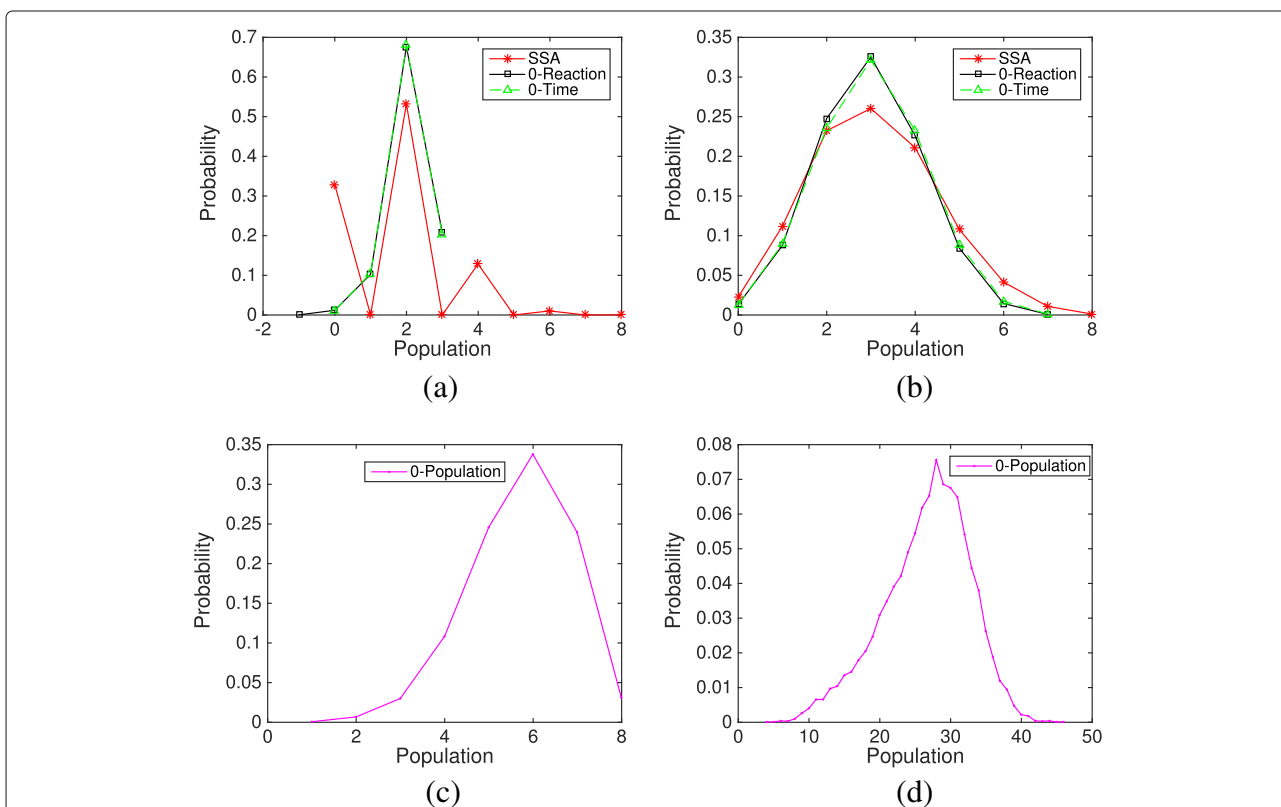 0.7
0.6
0.5
0.4
0.3
0.2
0.1
0
-2 0 2 4 6 8
Probability
Population
SSA
0-Reaction
0-Time
(a)
0.35
0.3
0.25
0.2
0.15
0.1
0.05
0
0 2 4 6 8
Probability
Population
SSA
0-Reaction
0-Time
(b)
0.35
0.3
0.25
0.2
0.15
0.1
0.05
0
0 2 4 6 8
Probability
Population
0-Population
(c)
0.08
0.07
0.06
0.05
0.04
0.03
0.02
0.01
0
0 10 20 30 40 50
Probability
Population
0-Population
(d)